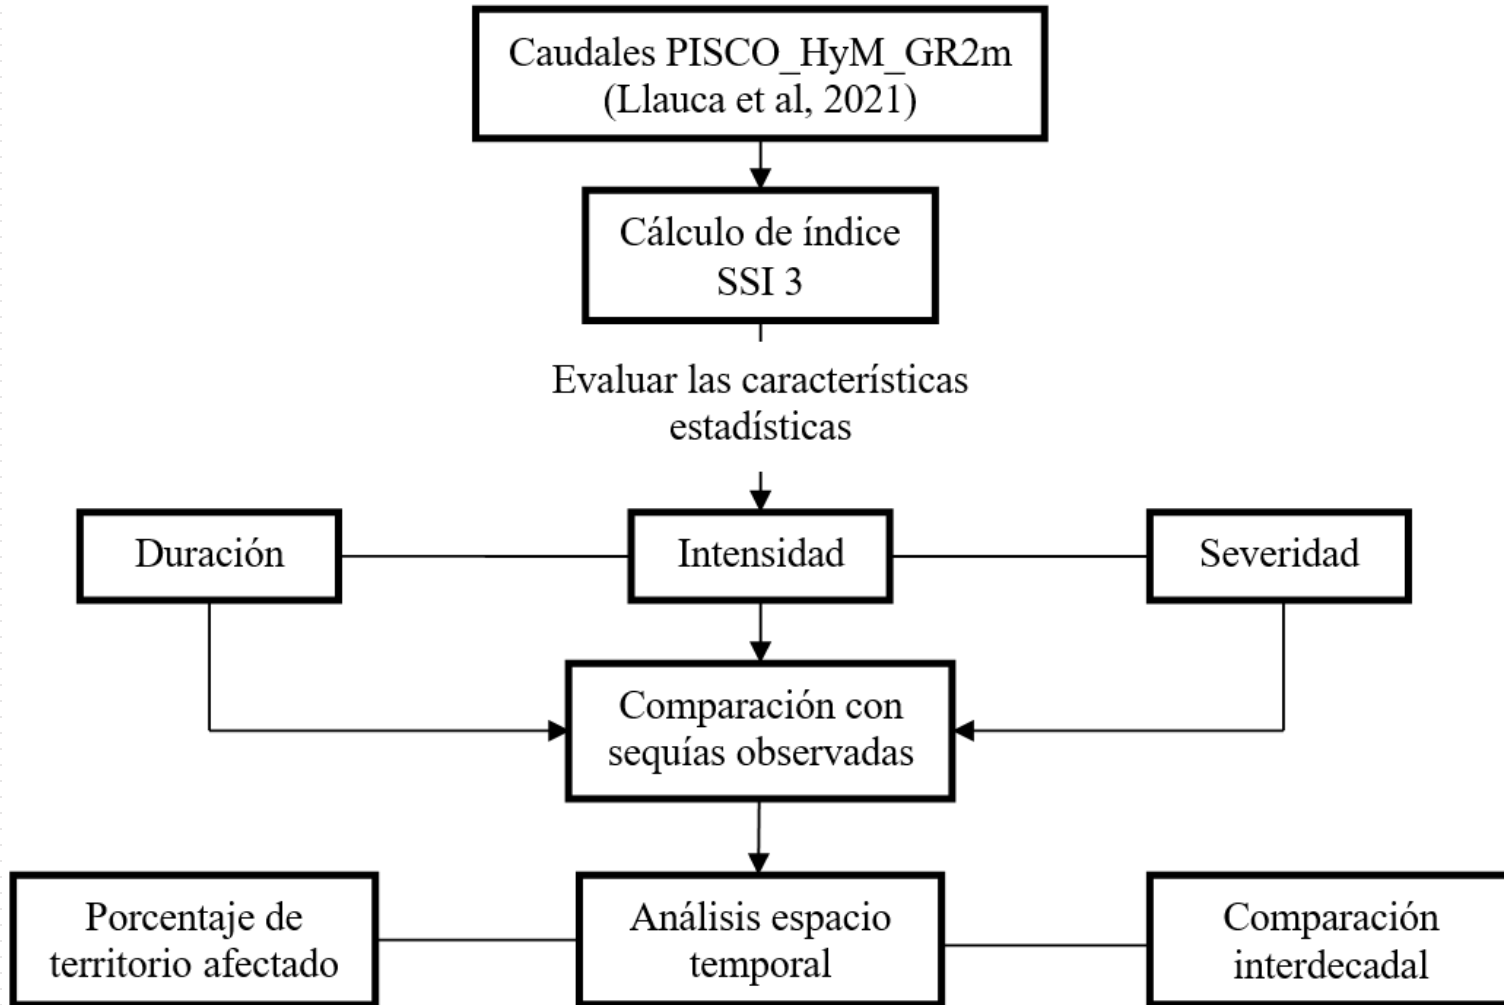 Caudales PISCO_HyM_GR2m
(Llauca et al, 2021)
Cálculo de índice
SSI 3
Evaluar las características
estadísticas
Duración
Intensidad
Severidad
Comparación con
sequías observadas
Porcentaje de
territorio afectado
Análisis espacio
temporal
Comparación
interdecadal